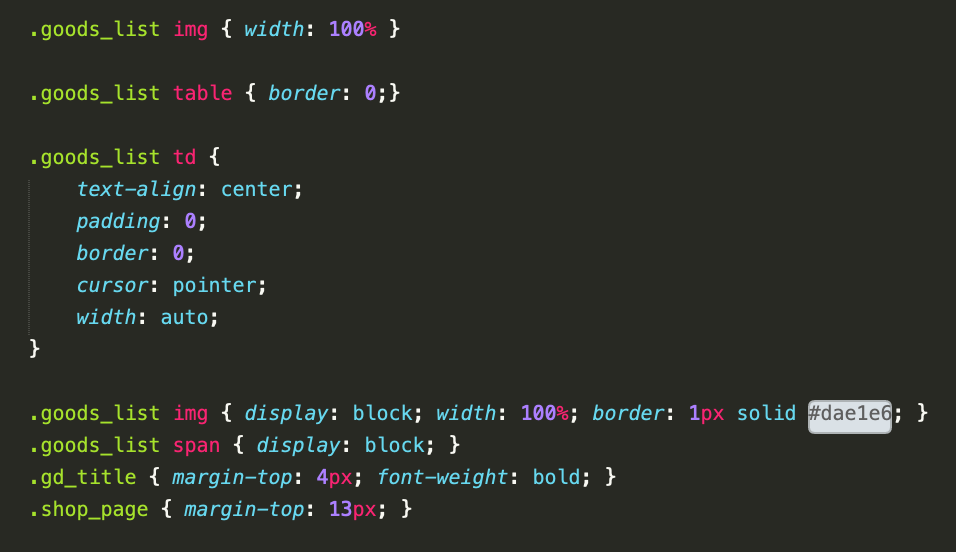 .goods_list img { width: 100% }
.goods_list table { border: 0;}
.goods_list td {
text-align: center;
padding: 0;
border: 0;
cursor: pointer;
width: auto;
}
.goods_list img { display: block; width: 100%; border: 1px solid #dae1e6; }
.goods_list span { display: block; }
.gd_title { margin-top: 4px; font-weight: bold; }
.shop_page { margin-top: 13px; }